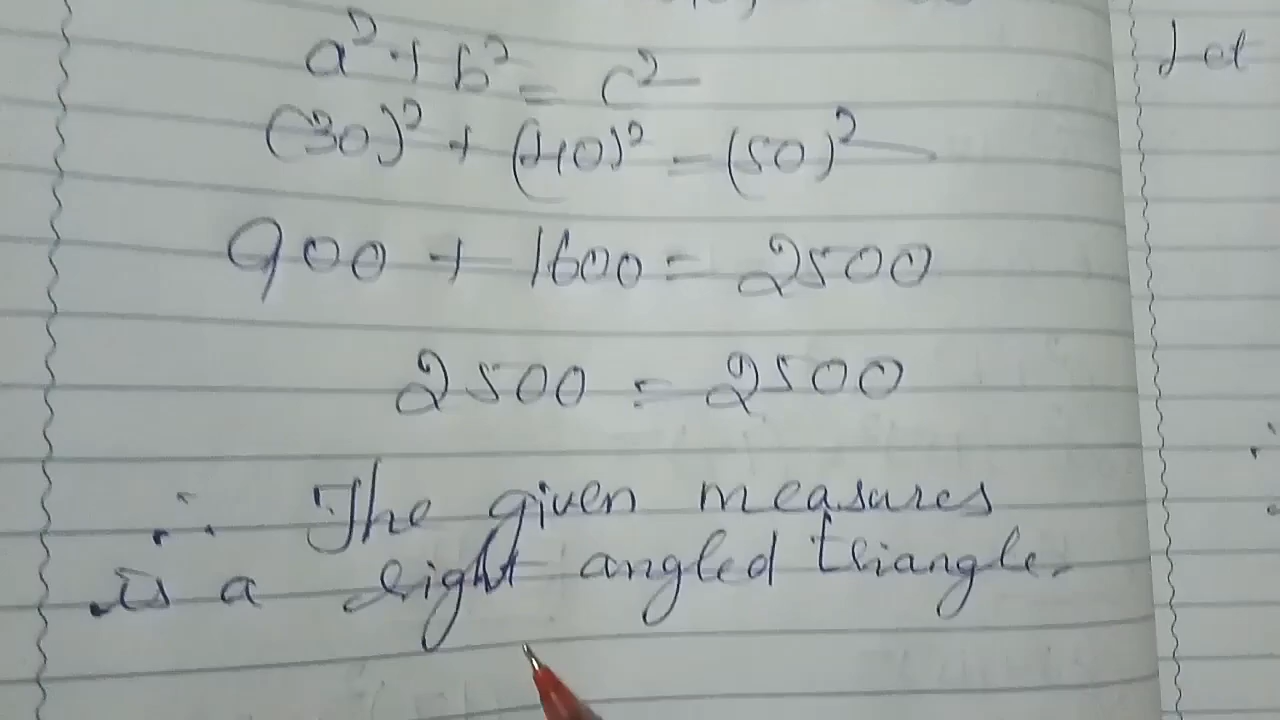 a² + b² = c²
(30)² + (40)² = (50)²
900 + 1600 = 2500
2500 = 2500
∴ The given measures
is a right angled triangle.
Let